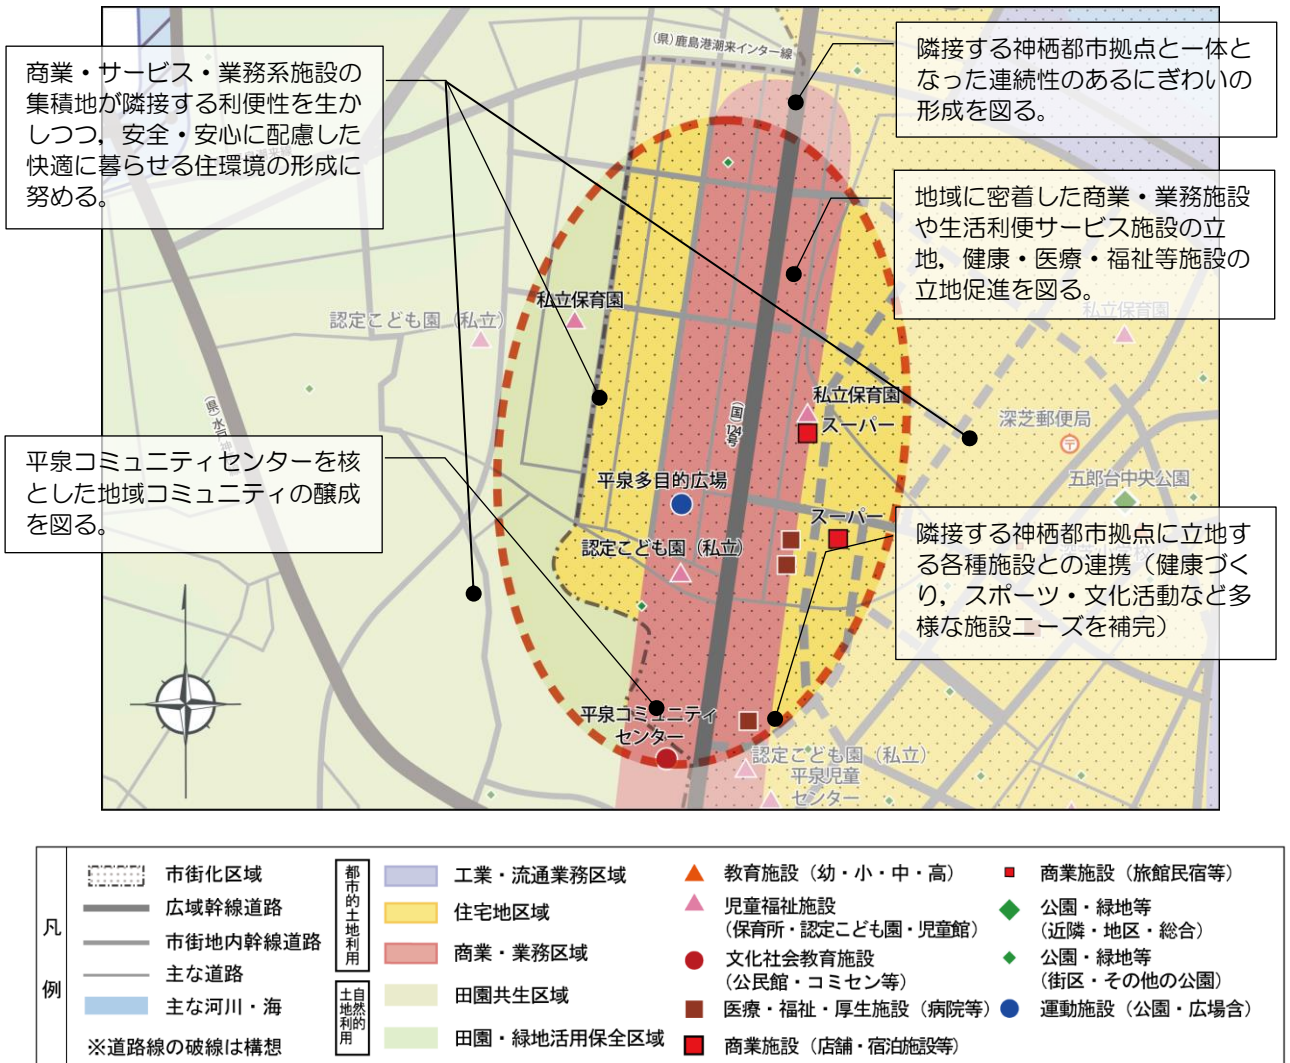 (県)鹿島港潮来インター線
商業・サービス・業務系施設の
集積地が隣接する利便性を生か
しつつ，安全・安心に配慮した
快適に暮らせる住環境の形成に
努める。
隣接する神栖都市拠点と一体と
なった連続性のあるにぎわいの
形成を図る。
地域に密着した商業・業務施設
や生活利便サービス施設の立
地，健康・医療・福祉等施設の
立地促進を図る。
私立保育園
私立保育園
認定こども園（私立）
私立保育園
スーパー
(国)124号
深芝郵便局
(県)水戸
平泉コミュニティセンターを核
とした地域コミュニティの醸成
を図る。
平泉多目的広場
五郎台中央公園
スーパー
認定こども園（私立）
隣接する神栖都市拠点に立地す
る各種施設との連携（健康づく
り，スポーツ・文化活動など多
様な施設ニーズを補完）
平泉コミュニティ
センター
認定こども園（私立）
平泉児童
センター
凡例
市街化区域
広域幹線道路
市街地内幹線道路
主な道路
主な河川・海
※道路線の破線は構想
都市的土地利用
工業・流通業務区域
住宅地区域
商業・業務区域
自然的土地利用
田園共生区域
田園・緑地活用保全区域
教育施設（幼・小・中・高）
児童福祉施設
（保育所・認定こども園・児童館）
文化社会教育施設
（公民館・コミセン等）
医療・福祉・厚生施設（病院等）
商業施設（店舗・宿泊施設等）
商業施設（旅館民宿等）
公園・緑地等
（近隣・地区・総合）
公園・緑地等
（街区・その他の公園）
運動施設（公園・広場含）